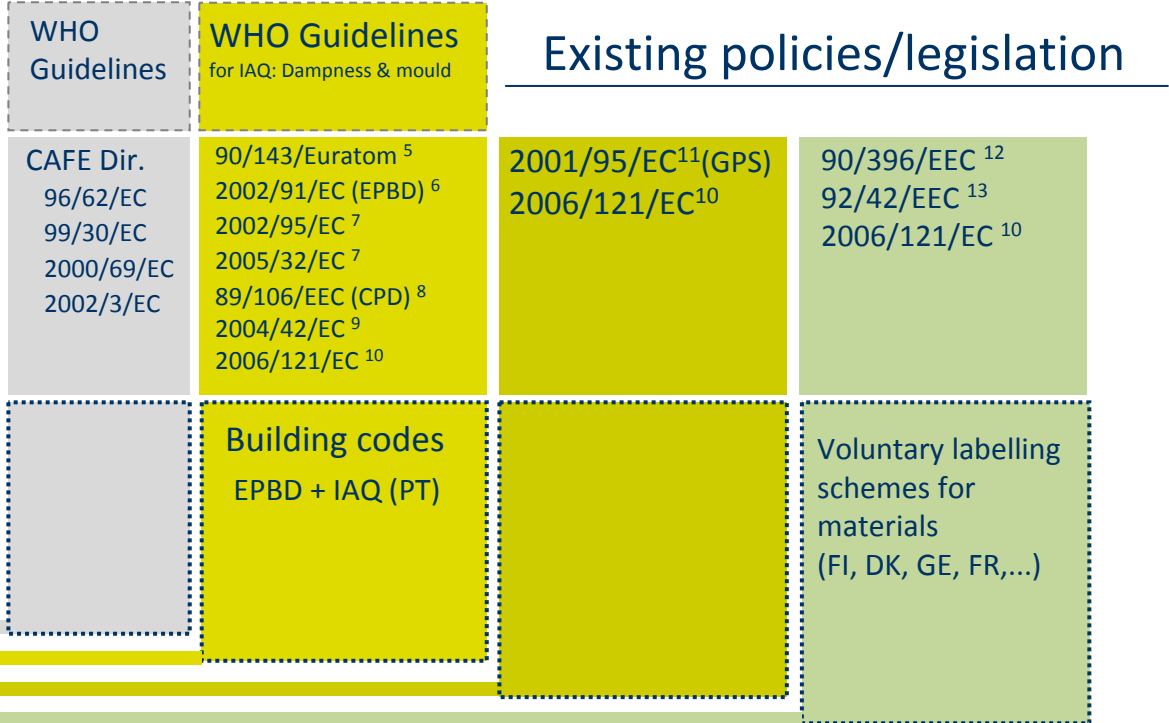 WHO
Guidelines
WHO Guidelines
for IAQ: Dampness & mould
Existing policies/legislation
CAFE Dir.
96/62/EC
99/30/EC
2000/69/EC
2002/3/EC
90/143/Euratom ⁵
2002/91/EC (EPBD) ⁶
2002/95/EC ⁷
2005/32/EC ⁷
89/106/EEC (CPD) ⁸
2004/42/EC ⁹
2006/121/EC ¹⁰
2001/95/EC¹¹(GPS)
2006/121/EC¹⁰
90/396/EEC ¹²
92/42/EEC ¹³
2006/121/EC ¹⁰
Building codes
EPBD + IAQ (PT)
Voluntary labelling
schemes for
materials
(FI, DK, GE, FR,...)